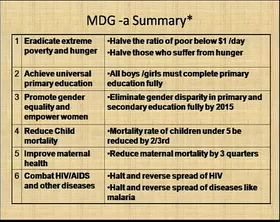 MDG -a Summary*
1 Eradicate extreme •Halve the ratio of poor below $1 /day
poverty and hunger •Halve those who suffer from hunger
2 Achieve universal •All boys /girls must complete primary
primary education education fully
3 Promote gender •Eliminate gender disparity in primary and
equality and secondary education fully by 2015
empower women
4 Reduce Child •Mortality rate of children under 5 be
mortality reduced by 2/3rd
5 Improve maternal •Reduce maternal mortality by 3 quarters
health
6 Combat HIV/AIDS •Halt and reverse spread of HIV
and other diseases •Halt and reverse spread of diseases like
malaria